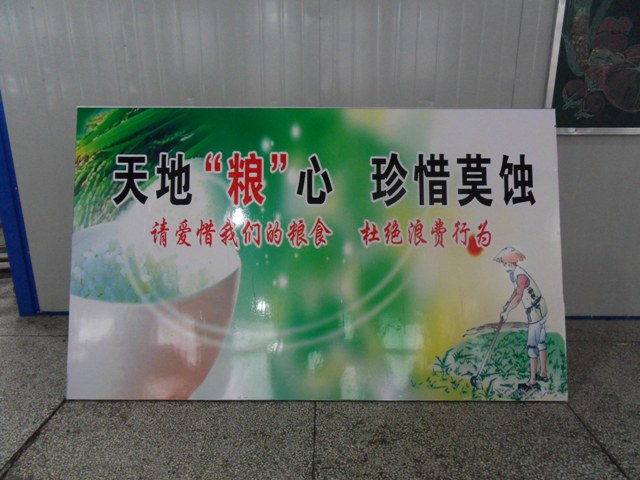 天地“粮”心 珍惜莫蚀
请爱惜我们的粮食 杜绝浪费行为